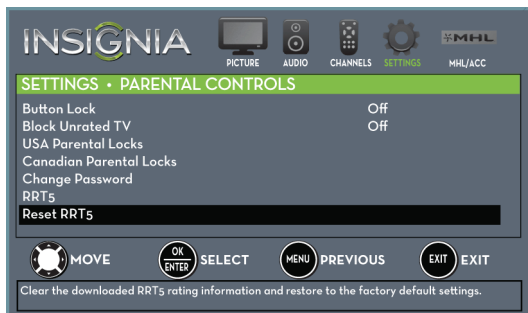 INSIGNIA
PICTURE AUDIO CHANNELS SETTINGS MHL MHL/ACC
SETTINGS • PARENTAL CONTROLS
Button Lock Off
Block Unrated TV Off
USA Parental Locks
Canadian Parental Locks
Change Password
RRT5
Reset RRT5
MOVE OK ENTER SELECT MENU PREVIOUS EXIT EXIT
Clear the downloaded RRT5 rating information and restore to the factory default settings.